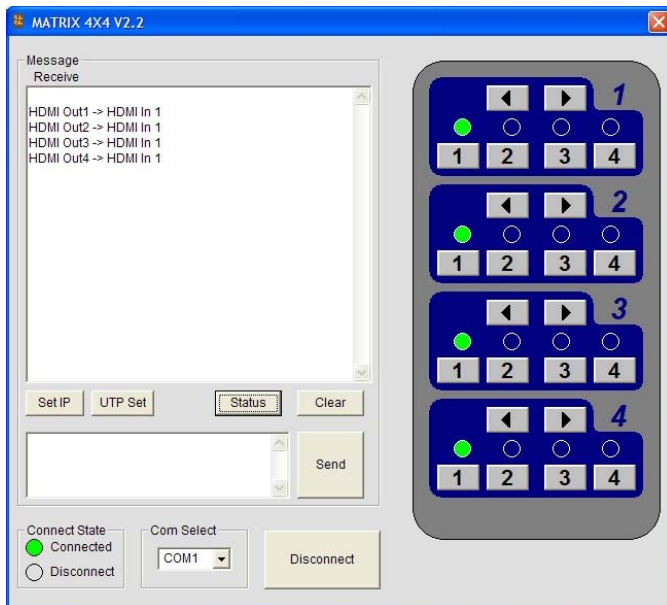 MATRIX 4X4 V2.2
Message
Receive
HDMI Out1 -> HDMI In 1
HDMI Out2 -> HDMI In 1
HDMI Out3 -> HDMI In 1
HDMI Out4 -> HDMI In 1
Set IP UTP Set Status Clear
Send
Connect State
Connected
Disconnect
Com Select
COM1
Disconnect
1
1 2 3 4
2
1 2 3 4
3
1 2 3 4
4
1 2 3 4